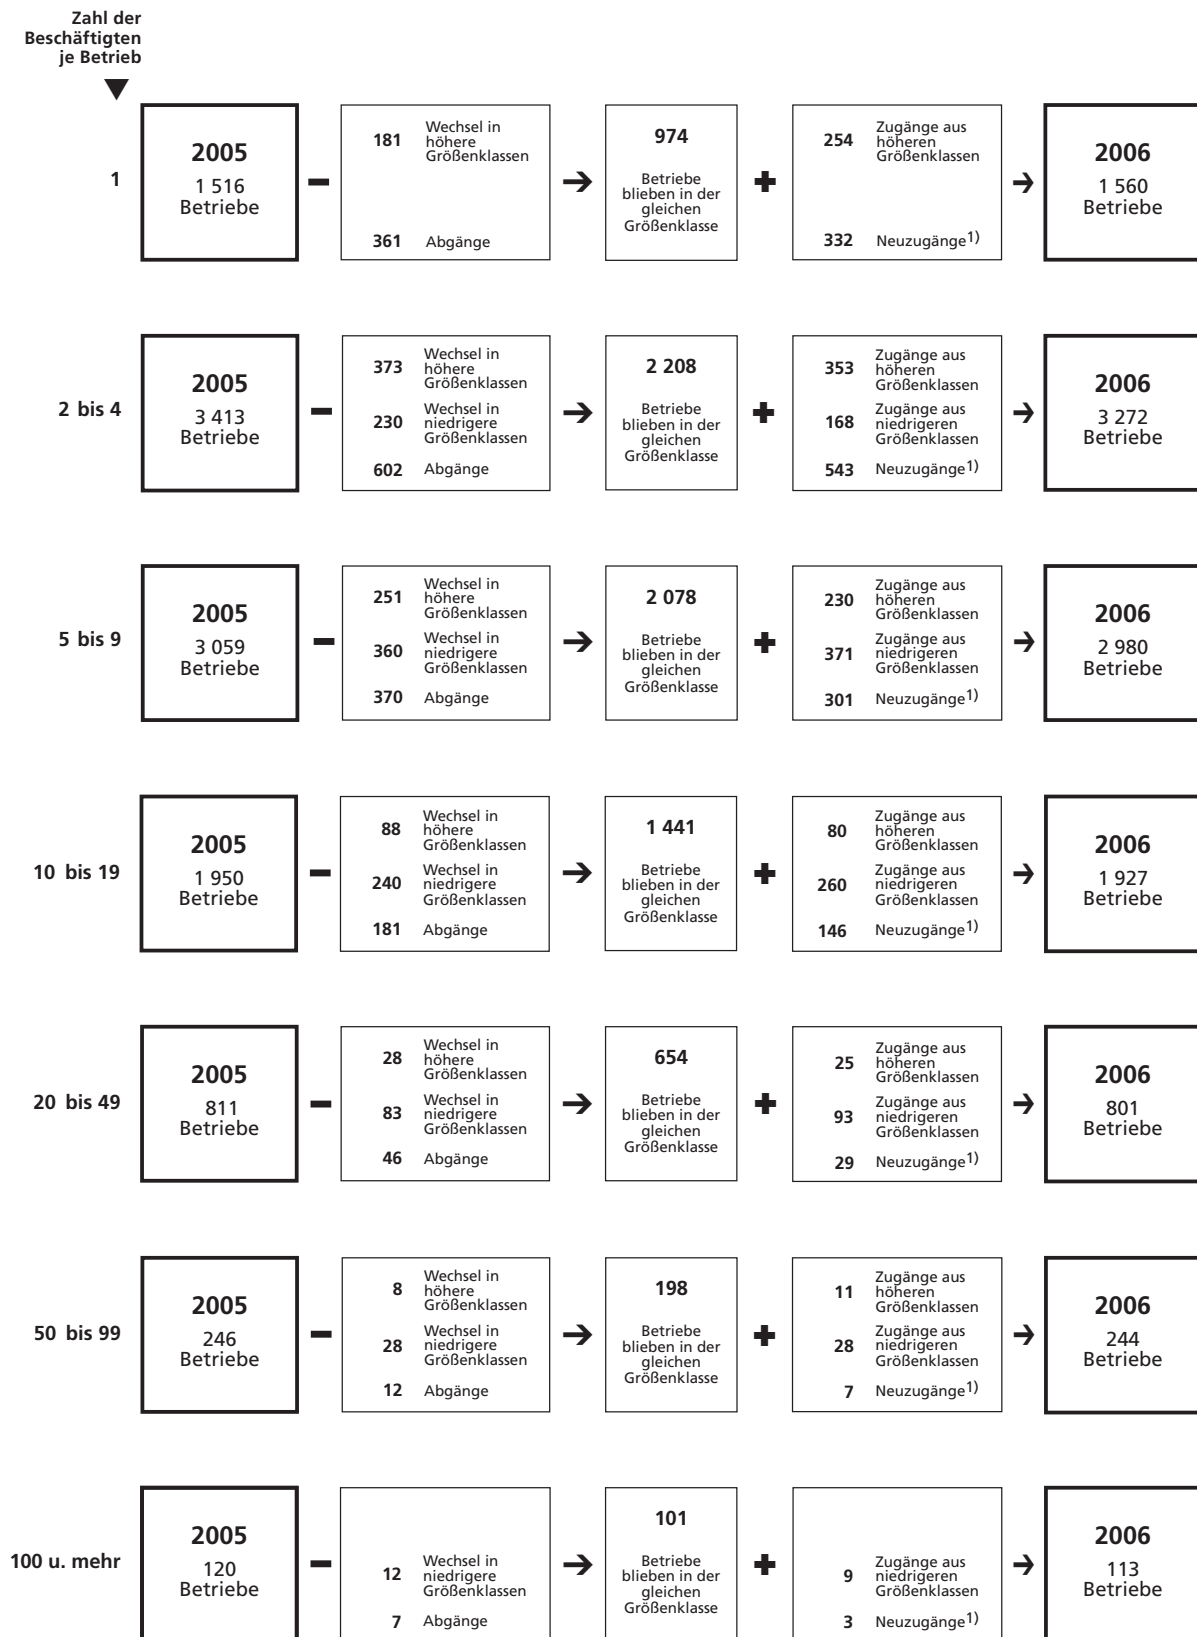 Zahl der
Beschäftigten
je Betrieb
1
2005
1 516
Betriebe
181 Wechsel in
höhere
Größenklassen
361 Abgänge
974
Betriebe
blieben in der
gleichen
Größenklasse
254 Zugänge aus
höheren
Größenklassen
332 Neuzugänge1)
2006
1 560
Betriebe
2 bis 4
2005
3 413
Betriebe
373 Wechsel in
höhere
Größenklassen
230 Wechsel in
niedrigere
Größenklassen
602 Abgänge
2 208
Betriebe
blieben in der
gleichen
Größenklasse
353 Zugänge aus
höheren
Größenklassen
168 Zugänge aus
niedrigeren
Größenklassen
543 Neuzugänge1)
2006
3 272
Betriebe
5 bis 9
2005
3 059
Betriebe
251 Wechsel in
höhere
Größenklassen
360 Wechsel in
niedrigere
Größenklassen
370 Abgänge
2 078
Betriebe
blieben in der
gleichen
Größenklasse
230 Zugänge aus
höheren
Größenklassen
371 Zugänge aus
niedrigeren
Größenklassen
301 Neuzugänge1)
2006
2 980
Betriebe
10 bis 19
2005
1 950
Betriebe
88 Wechsel in
höhere
Größenklassen
240 Wechsel in
niedrigere
Größenklassen
181 Abgänge
1 441
Betriebe
blieben in der
gleichen
Größenklasse
80 Zugänge aus
höheren
Größenklassen
260 Zugänge aus
niedrigeren
Größenklassen
146 Neuzugänge1)
2006
1 927
Betriebe
20 bis 49
2005
811
Betriebe
28 Wechsel in
höhere
Größenklassen
83 Wechsel in
niedrigere
Größenklassen
46 Abgänge
654
Betriebe
blieben in der
gleichen
Größenklasse
25 Zugänge aus
höheren
Größenklassen
93 Zugänge aus
niedrigeren
Größenklassen
29 Neuzugänge1)
2006
801
Betriebe
50 bis 99
2005
246
Betriebe
8 Wechsel in
höhere
Größenklassen
28 Wechsel in
niedrigere
Größenklassen
12 Abgänge
198
Betriebe
blieben in der
gleichen
Größenklasse
11 Zugänge aus
höheren
Größenklassen
28 Zugänge aus
niedrigeren
Größenklassen
7 Neuzugänge1)
2006
244
Betriebe
100 u. mehr
2005
120
Betriebe
12 Wechsel in
niedrigere
Größenklassen
7 Abgänge
101
Betriebe
blieben in der
gleichen
Größenklasse
9 Zugänge aus
niedrigeren
Größenklassen
3 Neuzugänge1)
2006
113
Betriebe